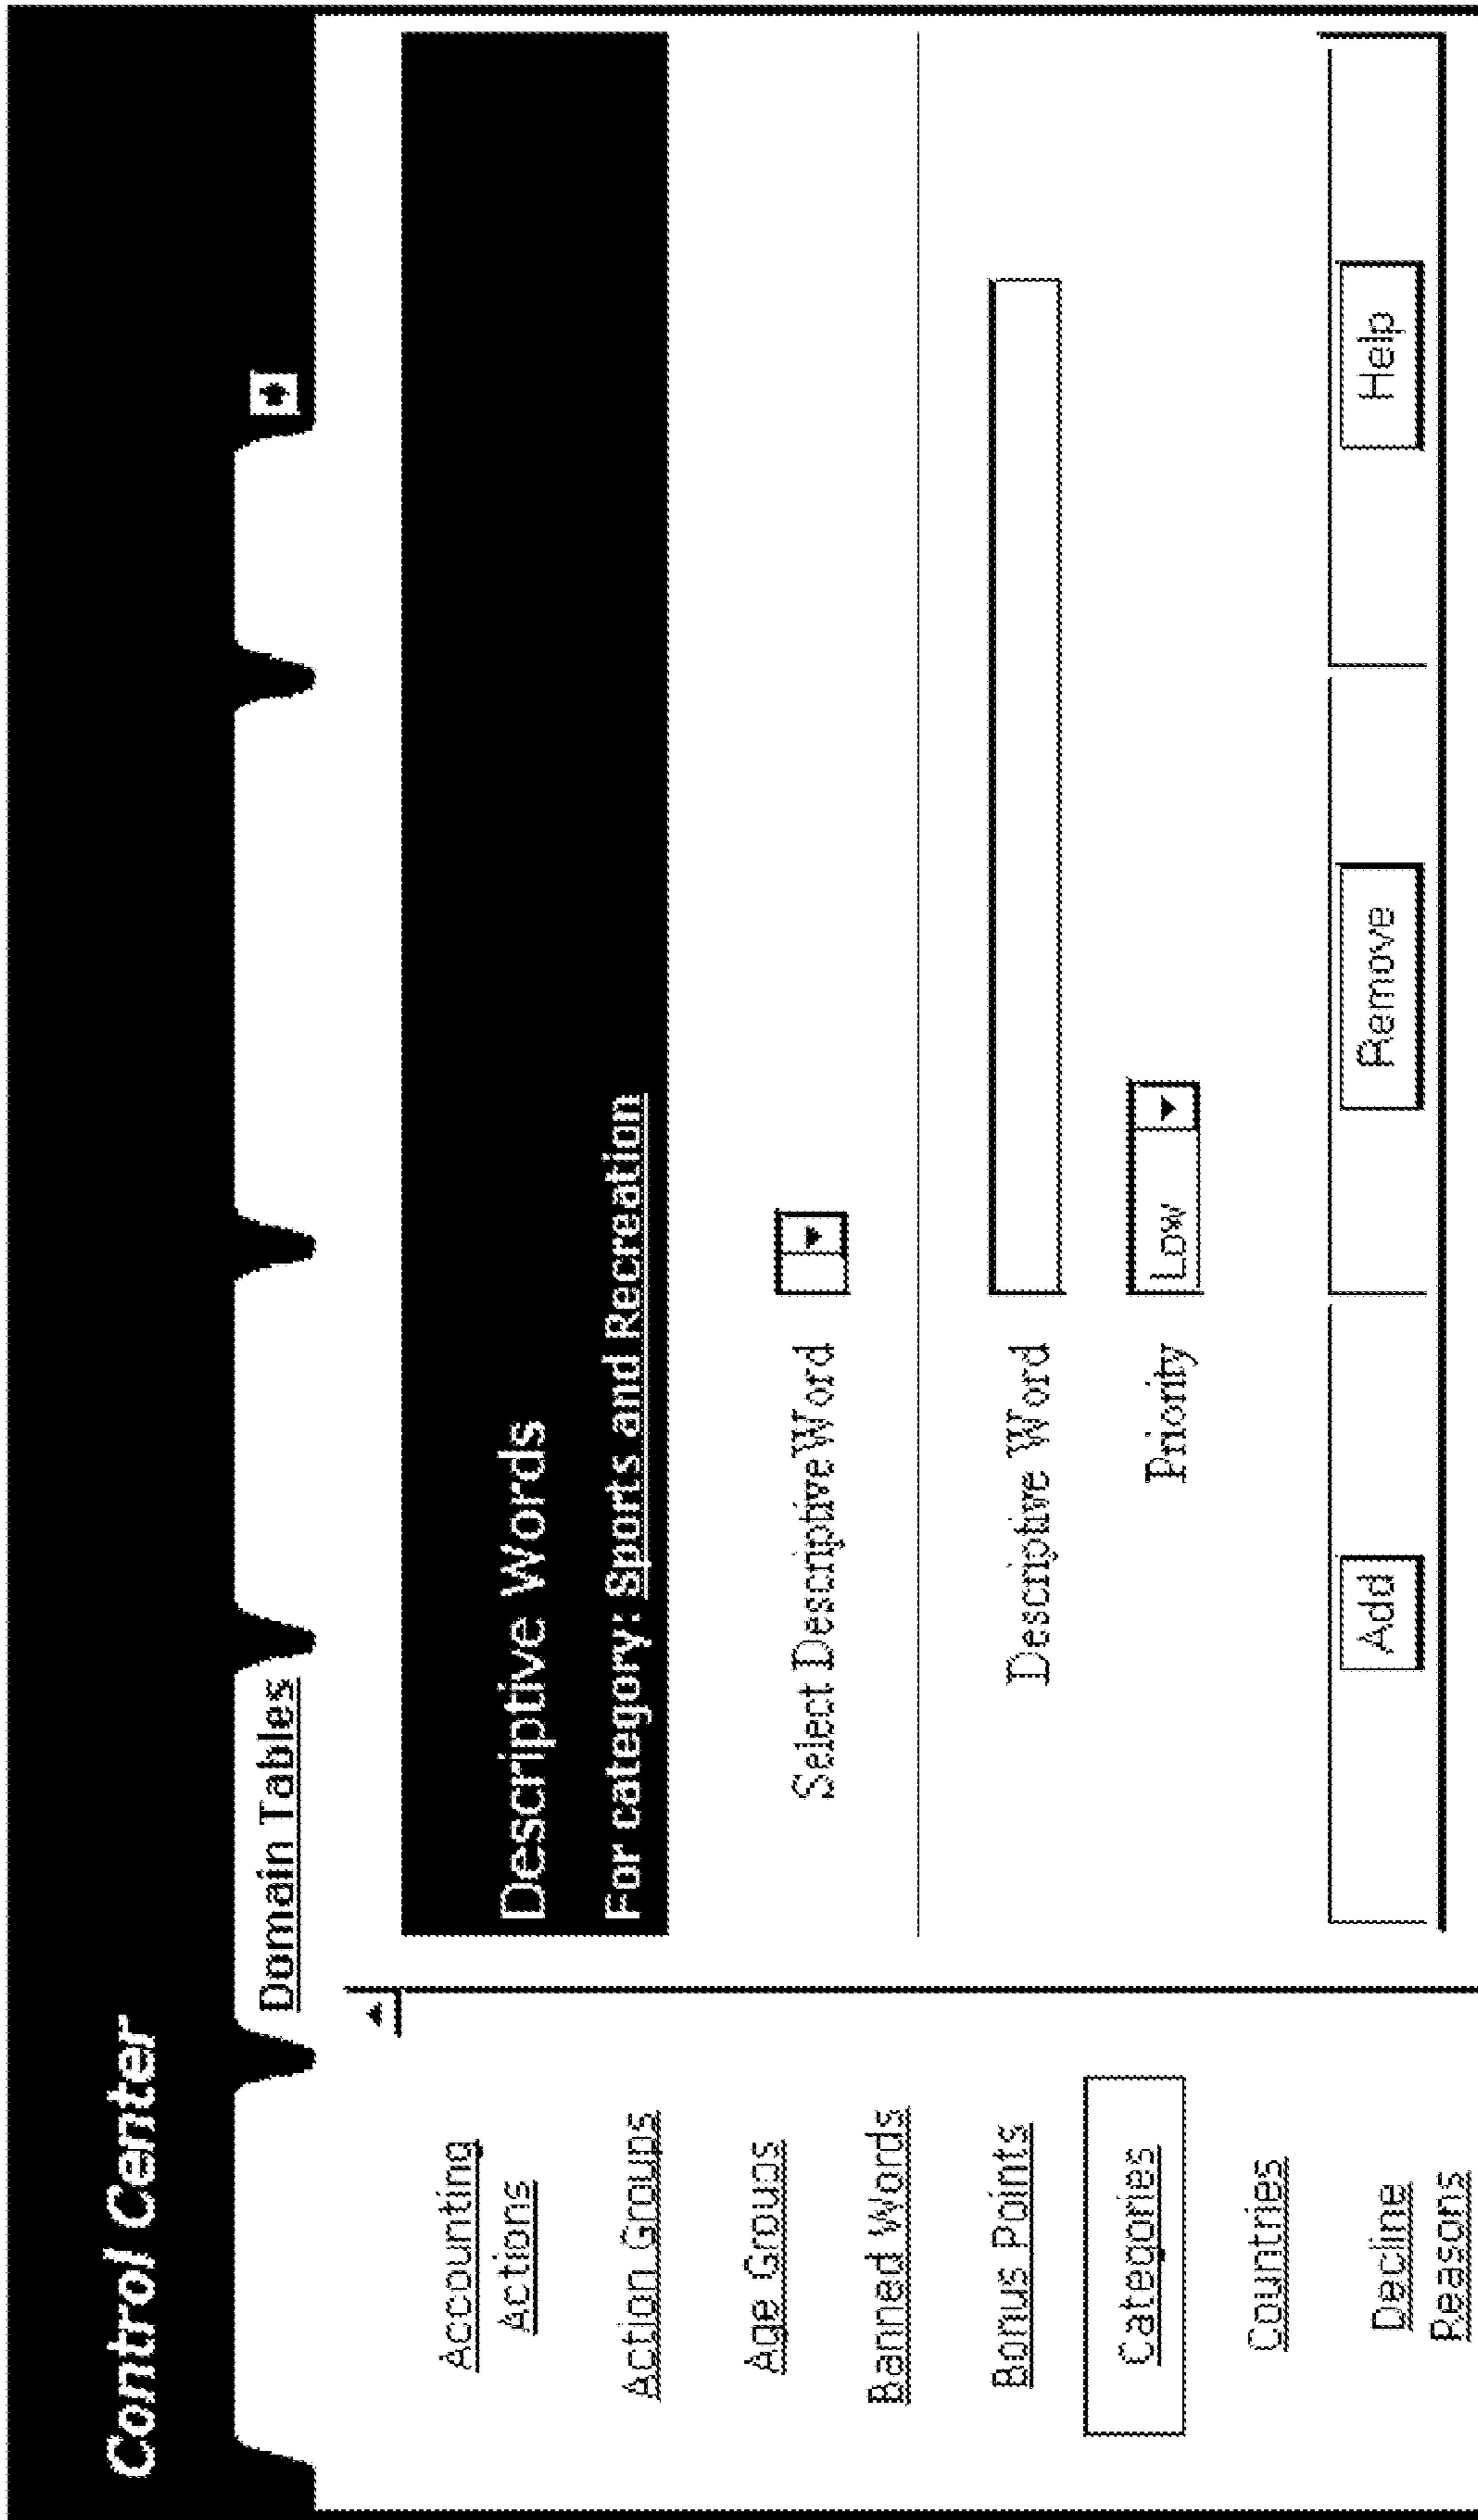 Control Center
Domain Tables
Accounting
Actions
Action Groups
Age Groups
Banned Words
Bonus Points
Categories
Countries
Decline
Reasons
Descriptive Words
For category: Sports and Recreation
Select Descriptive Word
Descriptive Word
Priority Low
Add Remove Help